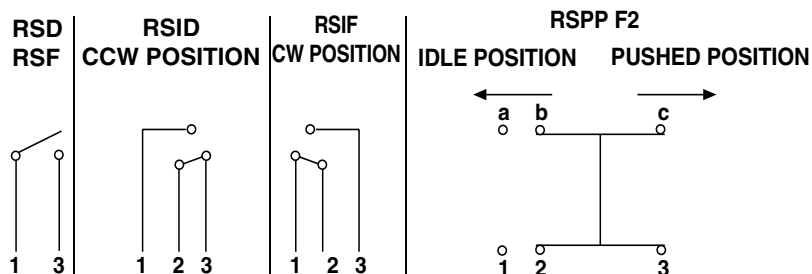 RSD
RSF
RSID
CCW POSITION
RSIF
CW POSITION
RSPP F2
IDLE POSITION PUSHED POSITION
a b c
1 3
1 2 3
1 2 3
1 2 3